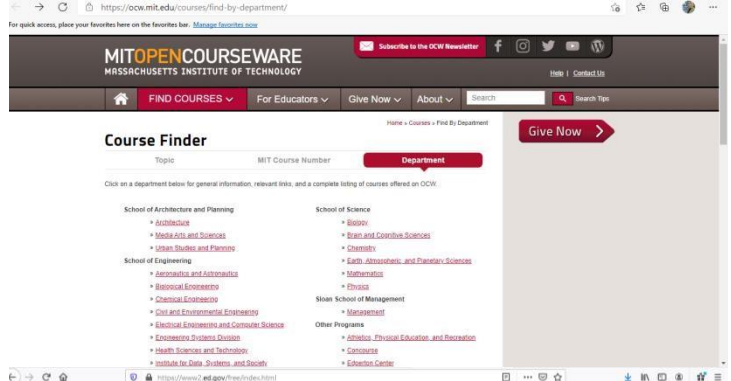 https://ocw.mit.edu/courses/find-by-department/
For quick access, place your favorites here on the favorites bar. Manage favorites now
MITOPENCOURSEWARE
MASSACHUSETTS INSTITUTE OF TECHNOLOGY
Subscribe to the OCW Newsletter
Help | Contact Us
FIND COURSES
For Educators
Give Now
About
Search
Search Tips
Home » Courses » Find By Department
Give Now
Course Finder
Topic
MIT Course Number
Department
Click on a department below for general information, relevant links, and a complete listing of courses offered on OCW.
School of Architecture and Planning
» Architecture
» Media Arts and Sciences
» Urban Studies and Planning
School of Engineering
» Aeronautics and Astronautics
» Biological Engineering
» Chemical Engineering
» Civil and Environmental Engineering
» Electrical Engineering and Computer Science
» Engineering Systems Division
» Health Sciences and Technology
» Institute for Data, Systems, and Society
School of Science
» Biology
» Brain and Cognitive Sciences
» Chemistry
» Earth, Atmospheric, and Planetary Sciences
» Mathematics
» Physics
Sloan School of Management
» Management
Other Programs
» Athletics, Physical Education, and Recreation
» Concourse
» Edgerton Center
https://www2.ed.gov/free/index.html